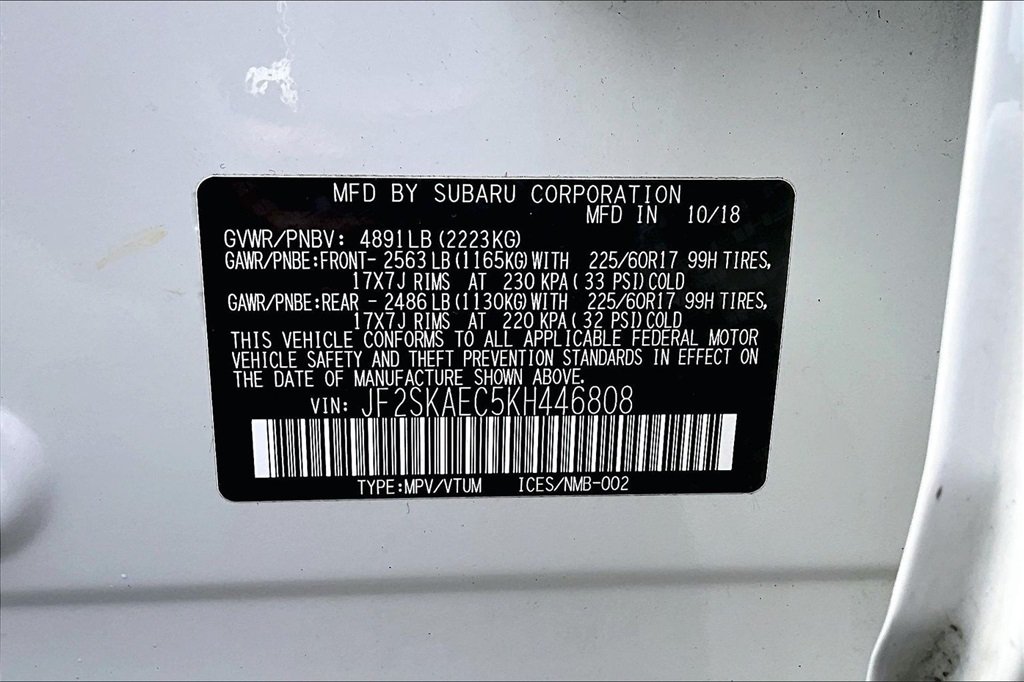 MFD BY SUBARU CORPORATION
MFD IN 10/18
GVWR/PNBV: 4891LB (2223KG)
GAWR/PNBE:FRONT- 2563LB (1165KG)WITH 225/60R17 99H TIRES,
17X7J RIMS AT 230 KPA( 33 PSI)COLD
GAWR/PNBE:REAR - 2486LB (1130KG)WITH 225/60R17 99H TIRES,
17X7J RIMS AT 220 KPA( 32 PSI)COLD
THIS VEHICLE CONFORMS TO ALL APPLICABLE FEDERAL MOTOR
VEHICLE SAFETY AND THEFT PREVENTION STANDARDS IN EFFECT ON
THE DATE OF MANUFACTURE SHOWN ABOVE.
VIN: JF2SKAEC5KH446808
TYPE:MPV/VTUM ICES/NMB-002